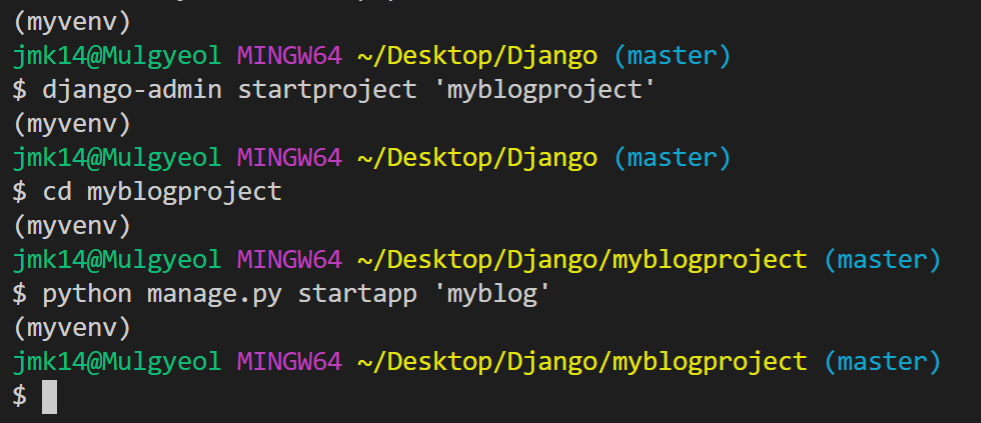 (myvenv)
jmk14@Mulgyeol MINGW64 ~/Desktop/Django (master)
$ django-admin startproject 'myblogproject'
(myvenv)
jmk14@Mulgyeol MINGW64 ~/Desktop/Django (master)
$ cd myblogproject
(myvenv)
jmk14@Mulgyeol MINGW64 ~/Desktop/Django/myblogproject (master)
$ python manage.py startapp 'myblog'
(myvenv)
jmk14@Mulgyeol MINGW64 ~/Desktop/Django/myblogproject (master)
$